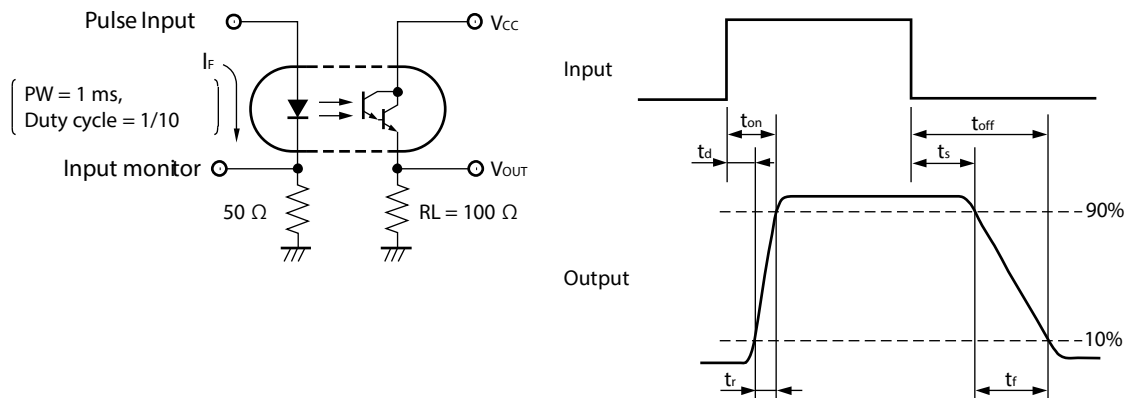 Pulse Input
VCC
IF
PW = 1 ms,
Duty cycle = 1/10
Input monitor
VOUT
50 Ω
RL = 100 Ω
Input
ton
toff
td
ts
90%
Output
10%
tr
tf